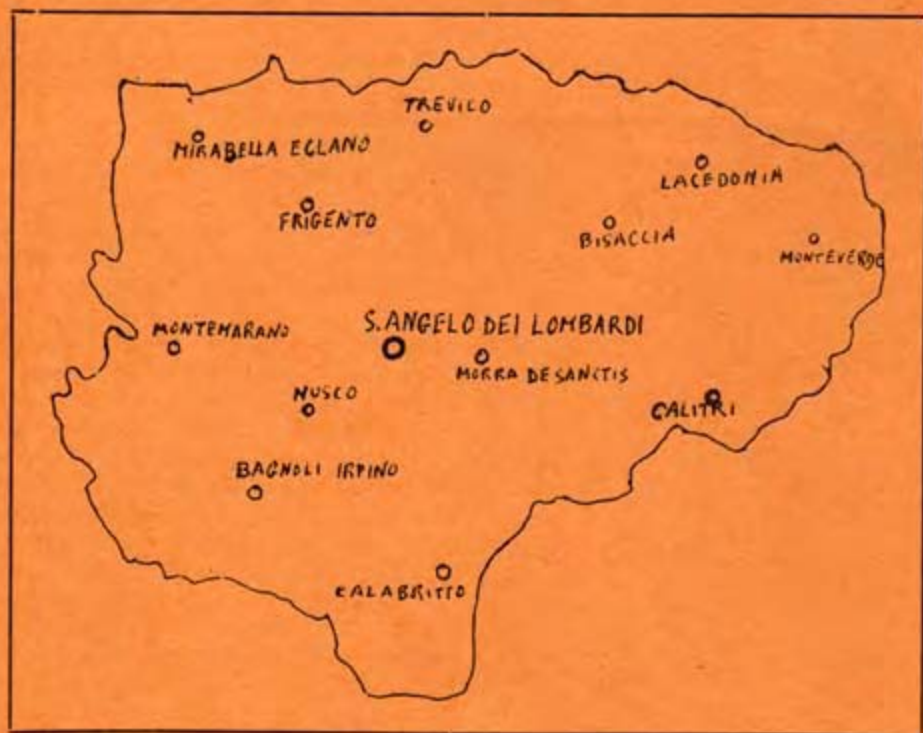 TREVICO
MIRABELLA ECLANO
LACEDONIA
FRIGENTO
BISACCIA
MONTEVERDE
MONTEMARANO
S. ANGELO DEI LOMBARDI
MORRA DE SANCTIS
NUSCO
CALITRI
BAGNOLI IRPINO
CALABRITTO